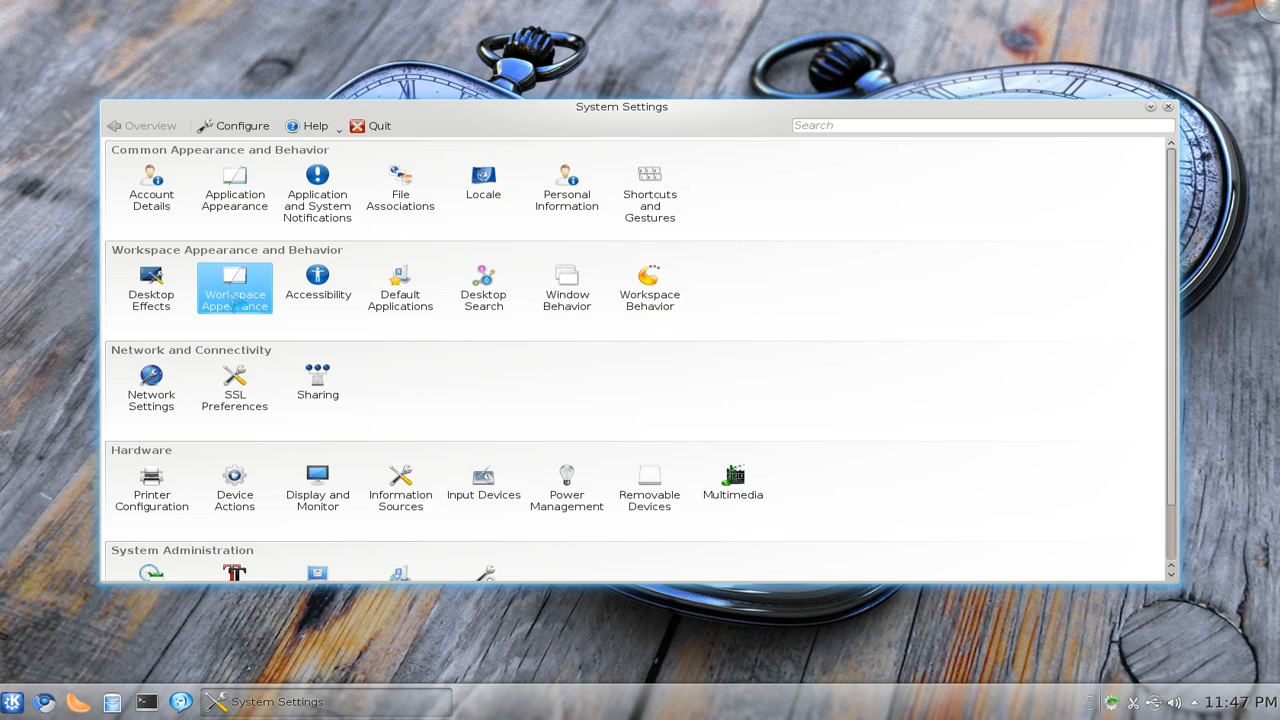 System Settings
Overview
Configure
Help
Quit
Search
Common Appearance and Behavior
Account
Details
Application
Appearance
Application
and System
Notifications
File
Associations
Locale
Personal
Information
Shortcuts
and
Gestures
Workspace Appearance and Behavior
Desktop
Effects
Workspace
Appearance
Accessibility
Default
Applications
Desktop
Search
Window
Behavior
Workspace
Behavior
Network and Connectivity
Network
Settings
SSL
Preferences
Sharing
Hardware
Printer
Configuration
Device
Actions
Display and
Monitor
Information
Sources
Input Devices
Power
Management
Removable
Devices
Multimedia
System Administration
System Settings
11:47 PM